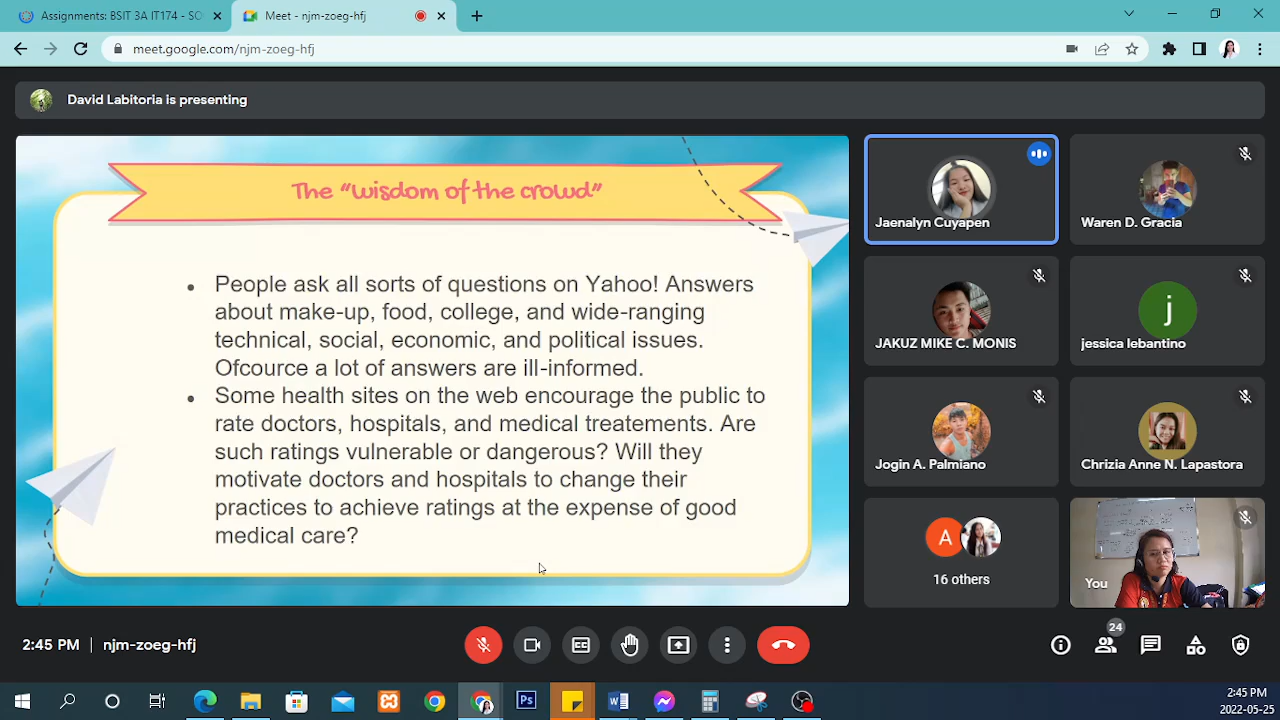 Assignments: BSIT 3A IT174 - SO
Meet - njm-zoeg-hfj
meet.google.com/njm-zoeg-hfj
David Labitoria is presenting
The "wisdom of the crowd"
• People ask all sorts of questions on Yahoo! Answers
about make-up, food, college, and wide-ranging
technical, social, economic, and political issues.
Ofcource a lot of answers are ill-informed.
• Some health sites on the web encourage the public to
rate doctors, hospitals, and medical treatements. Are
such ratings vulnerable or dangerous? Will they
motivate doctors and hospitals to change their
practices to achieve ratings at the expense of good
medical care?
Jaenalyn Cuyapen
Waren D. Gracia
JAKUZ MIKE C. MONIS
j
jessica lebantino
Jogin A. Palmiano
Chrizia Anne N. Lapastora
A
16 others
You
2:45 PM | njm-zoeg-hfj
24
Ps
W
2:45 PM
2022-05-25